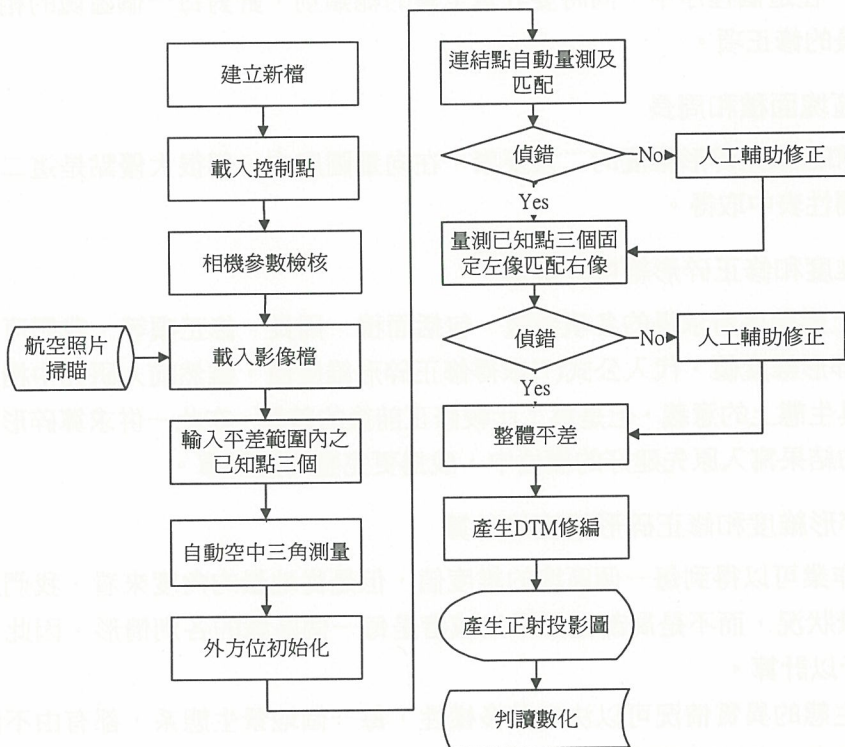 建立新檔
載入控制點
相機參數檢核
航空照片
掃瞄
載入影像檔
輸入平差範圍內之
已知點三個
自動空中三角測量
外方位初始化
連結點自動量測及
匹配
偵錯
No
人工輔助修正
Yes
量測已知點三個固
定左像匹配右像
偵錯
No
人工輔助修正
Yes
整體平差
產生DTM修編
產生正射投影圖
判讀數化